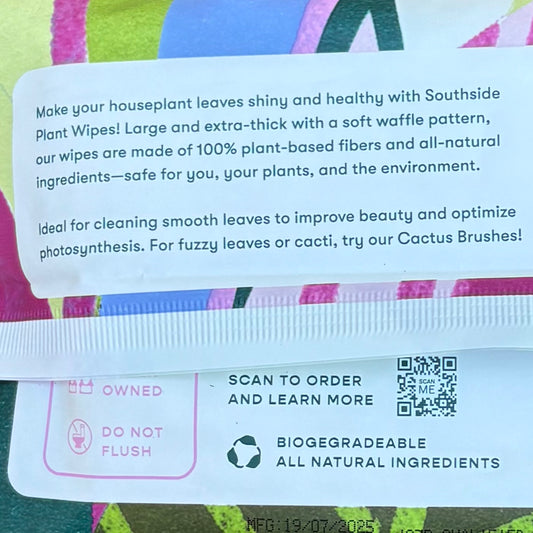 Make your houseplant leaves shiny and healthy with Southside
Plant Wipes! Large and extra-thick with a soft waffle pattern,
our wipes are made of 100% plant-based fibers and all-natural
ingredients—safe for you, your plants, and the environment.
Ideal for cleaning smooth leaves to improve beauty and optimize
photosynthesis. For fuzzy leaves or cacti, try our Cactus Brushes!
OWNED
DO NOT
FLUSH
SCAN TO ORDER
AND LEARN MORE
SCAN
ME
BIOGEGRADEABLE
ALL NATURAL INGREDIENTS
MFG:19/07/2025